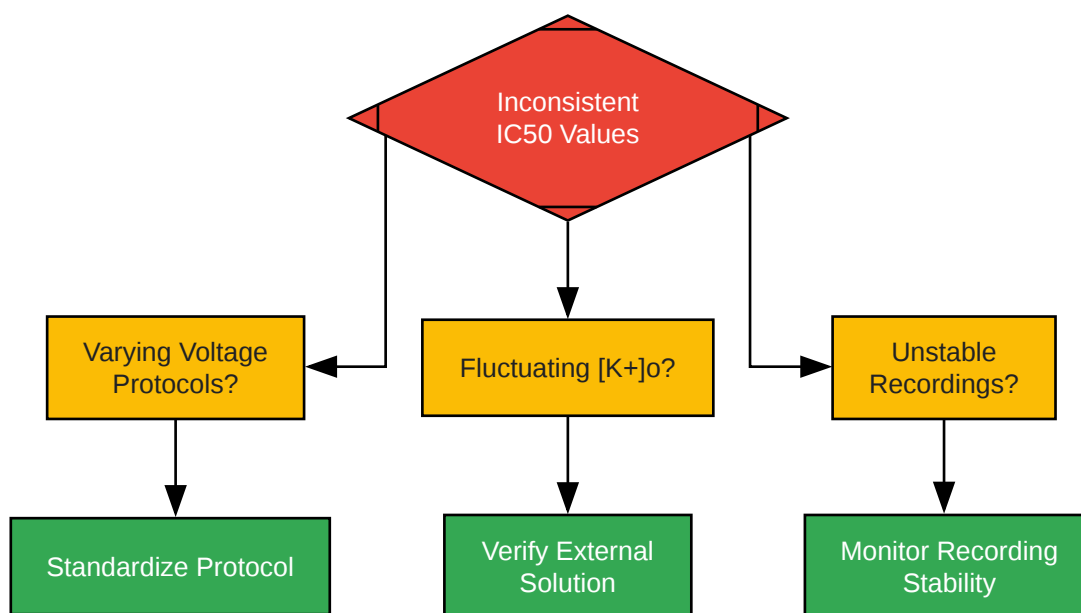 Inconsistent
IC50 Values
Varying Voltage
Protocols?
Fluctuating [K+]o?
Unstable
Recordings?
Standardize Protocol
Verify External
Solution
Monitor Recording
Stability